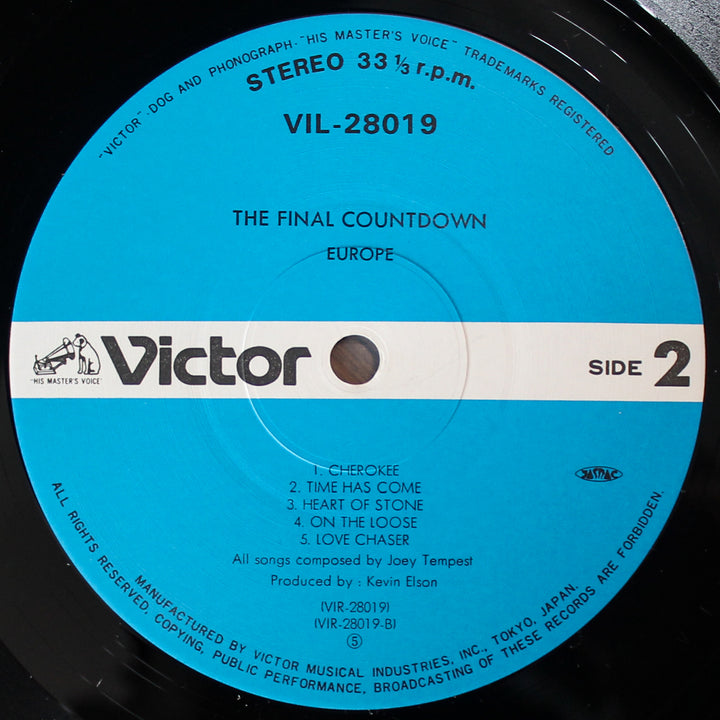 "VICTOR"·DOG AND PHONOGRAPH·"HIS MASTER'S VOICE" TRADEMARKS REGISTERED
STEREO 33 1/3 r.p.m.
VIL-28019
THE FINAL COUNTDOWN
EUROPE
"HIS MASTER'S VOICE"
Victor
SIDE 2
1. CHEROKEE
2. TIME HAS COME
3. HEART OF STONE
4. ON THE LOOSE
5. LOVE CHASER
JASRAC
All songs composed by Joey Tempest
Produced by : Kevin Elson
(VIR-28019)
(VIR-28019-B)
⑤
MANUFACTURED BY VICTOR MUSICAL INDUSTRIES, INC., TOKYO, JAPAN.
ALL RIGHTS RESERVED, COPYING, PUBLIC PERFORMANCE, BROADCASTING OF THESE RECORDS ARE FORBIDDEN.